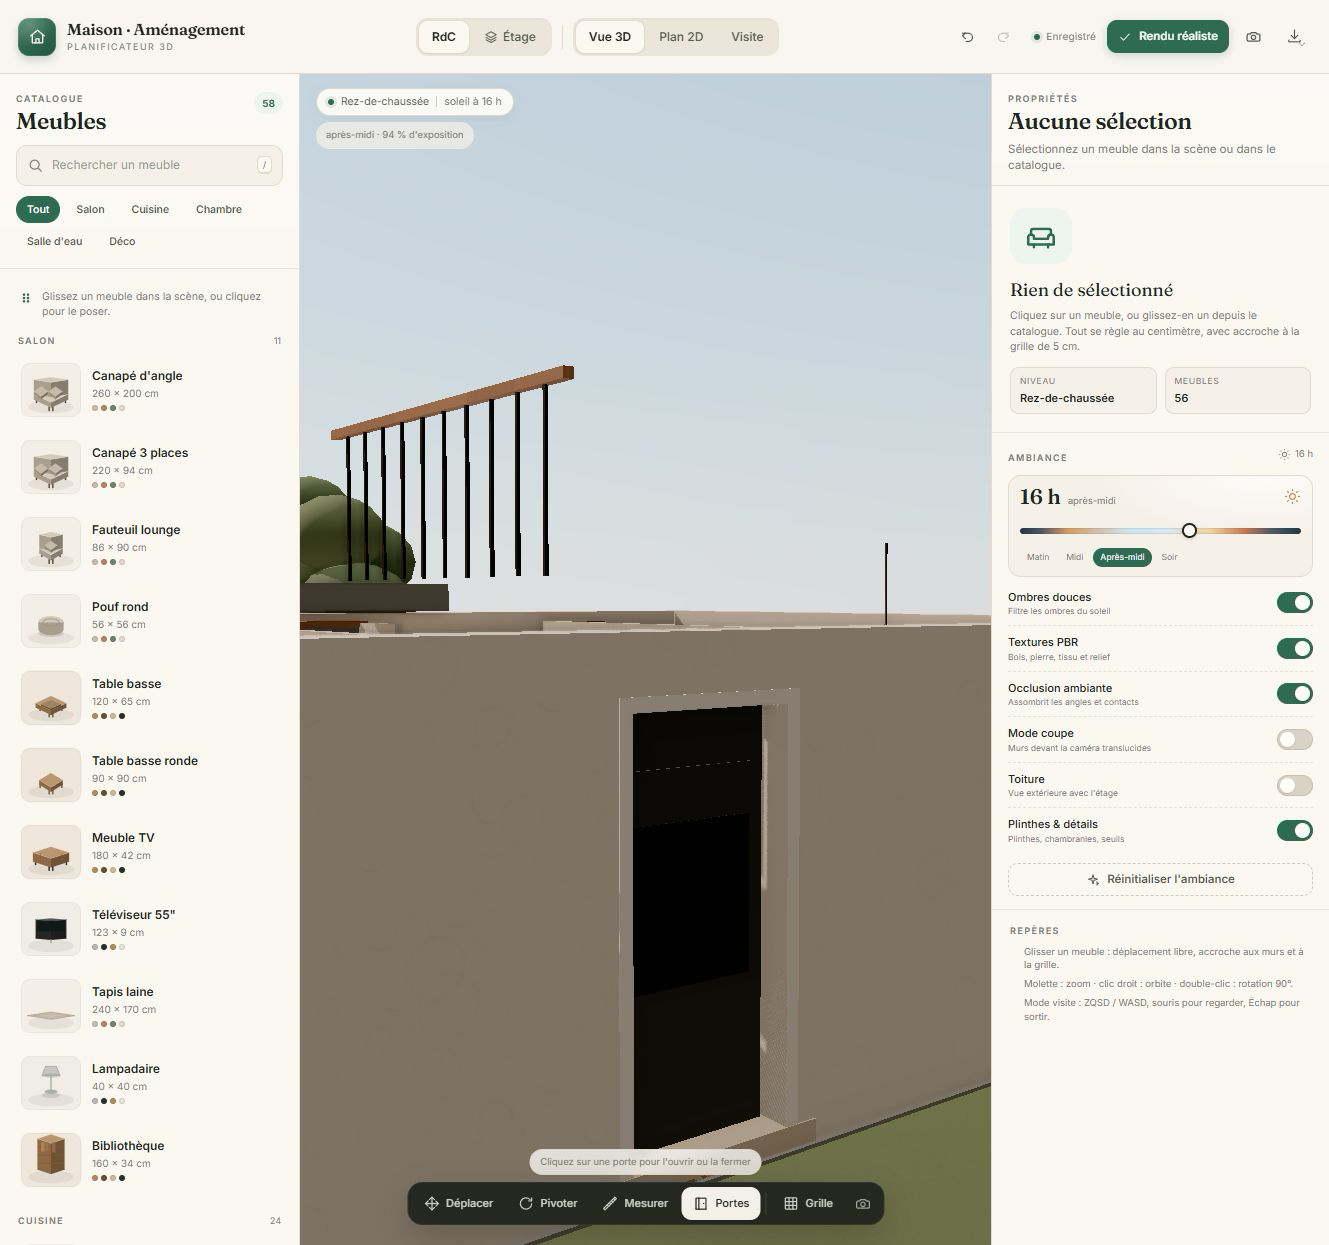 Maison · Aménagement
PLANIFICATEUR 3D
RdC
Étage
Vue 3D
Plan 2D
Visite
Enregistré
Rendu réaliste
CATALOGUE
58
Meubles
Rechercher un meuble
/
Tout
Salon
Cuisine
Chambre
Salle d'eau
Déco
Glissez un meuble dans la scène, ou cliquez
pour le poser.
SALON
11
Canapé d'angle
260 × 200 cm
Canapé 3 places
220 × 94 cm
Fauteuil lounge
86 × 90 cm
Pouf rond
56 × 56 cm
Table basse
120 × 65 cm
Table basse ronde
90 × 90 cm
Meuble TV
180 × 42 cm
Téléviseur 55"
123 × 9 cm
Tapis laine
240 × 170 cm
Lampadaire
40 × 40 cm
Bibliothèque
160 × 34 cm
CUISINE
24
Rez-de-chaussée
soleil à 16 h
après-midi · 94 % d'exposition
Cliquez sur une porte pour l'ouvrir ou la fermer
Déplacer
Pivoter
Mesurer
Portes
Grille
PROPRIÉTÉS
Aucune sélection
Sélectionnez un meuble dans la scène ou dans le
catalogue.
Rien de sélectionné
Cliquez sur un meuble, ou glissez-en un depuis le
catalogue. Tout se règle au centimètre, avec accroche à la
grille de 5 cm.
NIVEAU
Rez-de-chaussée
MEUBLES
56
AMBIANCE
16 h
16 h après-midi
Matin
Midi
Après-midi
Soir
Ombres douces
Filtre les ombres du soleil
Textures PBR
Bois, pierre, tissu et relief
Occlusion ambiante
Assombrit les angles et contacts
Mode coupe
Murs devant la caméra translucides
Toiture
Vue extérieure avec l'étage
Plinthes & détails
Plinthes, chambranles, seuils
Réinitialiser l'ambiance
REPÈRES
Glisser un meuble : déplacement libre, accroche aux murs et à
la grille.
Molette : zoom · clic droit : orbite · double-clic : rotation 90°.
Mode visite : ZQSD / WASD, souris pour regarder, Échap pour
sortir.